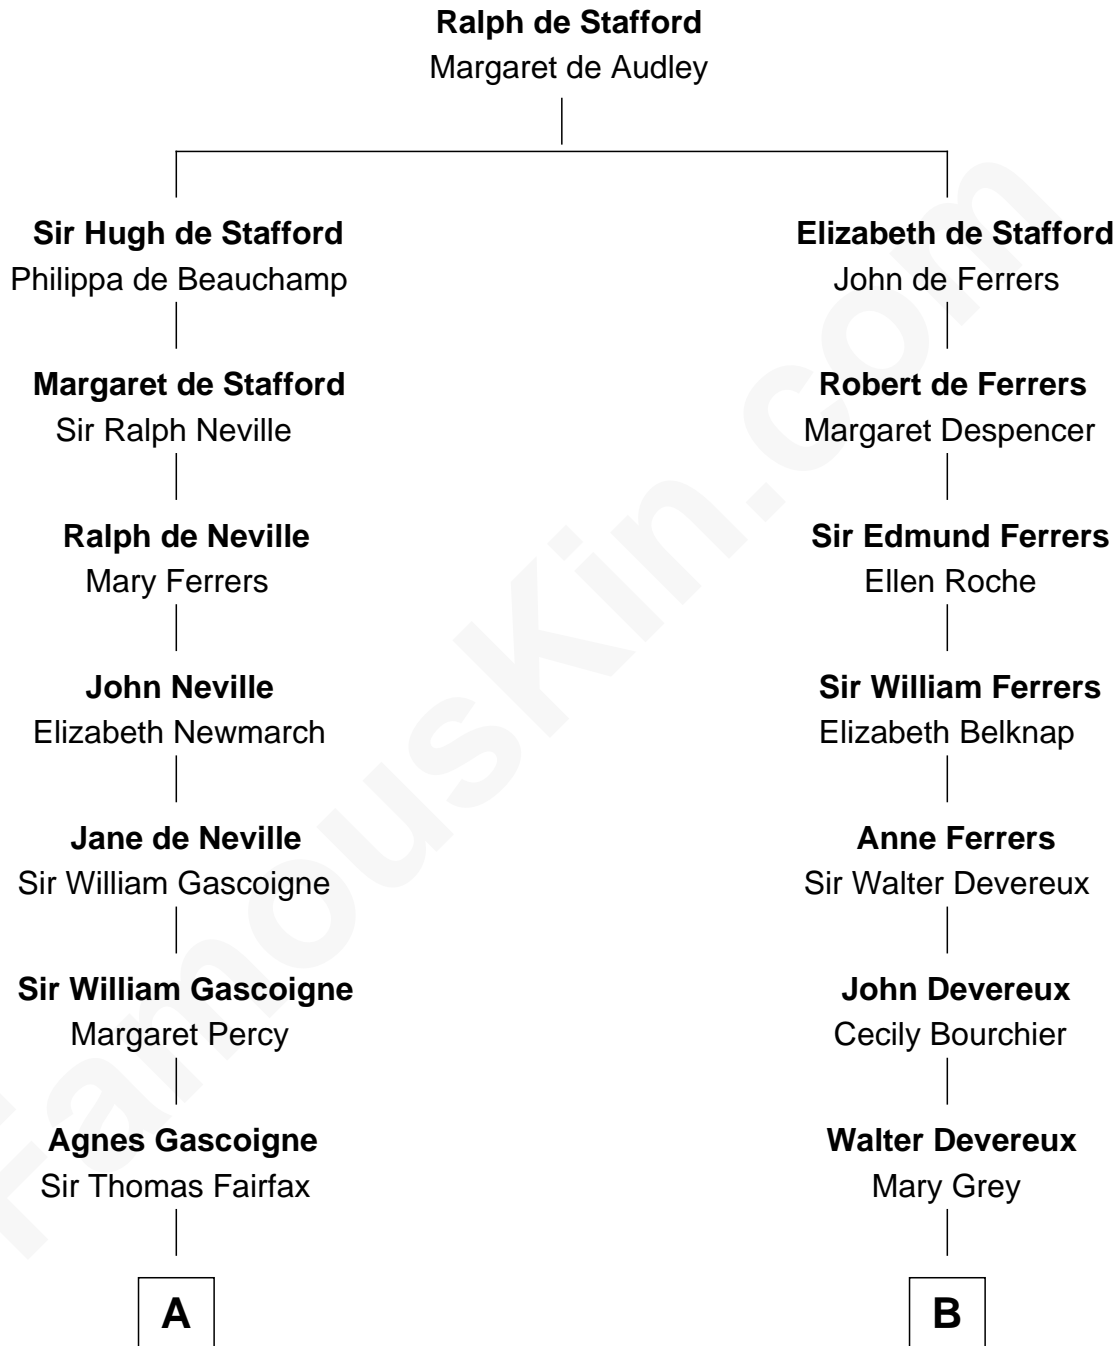 Ralph de Stafford
Margaret de Audley
Sir Hugh de Stafford
Philippa de Beauchamp
Elizabeth de Stafford
John de Ferrers
Margaret de Stafford
Sir Ralph Neville
Robert de Ferrers
Margaret Despencer
Ralph de Neville
Mary Ferrers
Sir Edmund Ferrers
Ellen Roche
John Neville
Elizabeth Newmarch
Sir William Ferrers
Elizabeth Belknap
Jane de Neville
Sir William Gascoigne
Anne Ferrers
Sir Walter Devereux
Sir William Gascoigne
Margaret Percy
John Devereux
Cecily Bourchier
Agnes Gascoigne
Sir Thomas Fairfax
Walter Devereux
Mary Grey
A
B
FamousKin.com